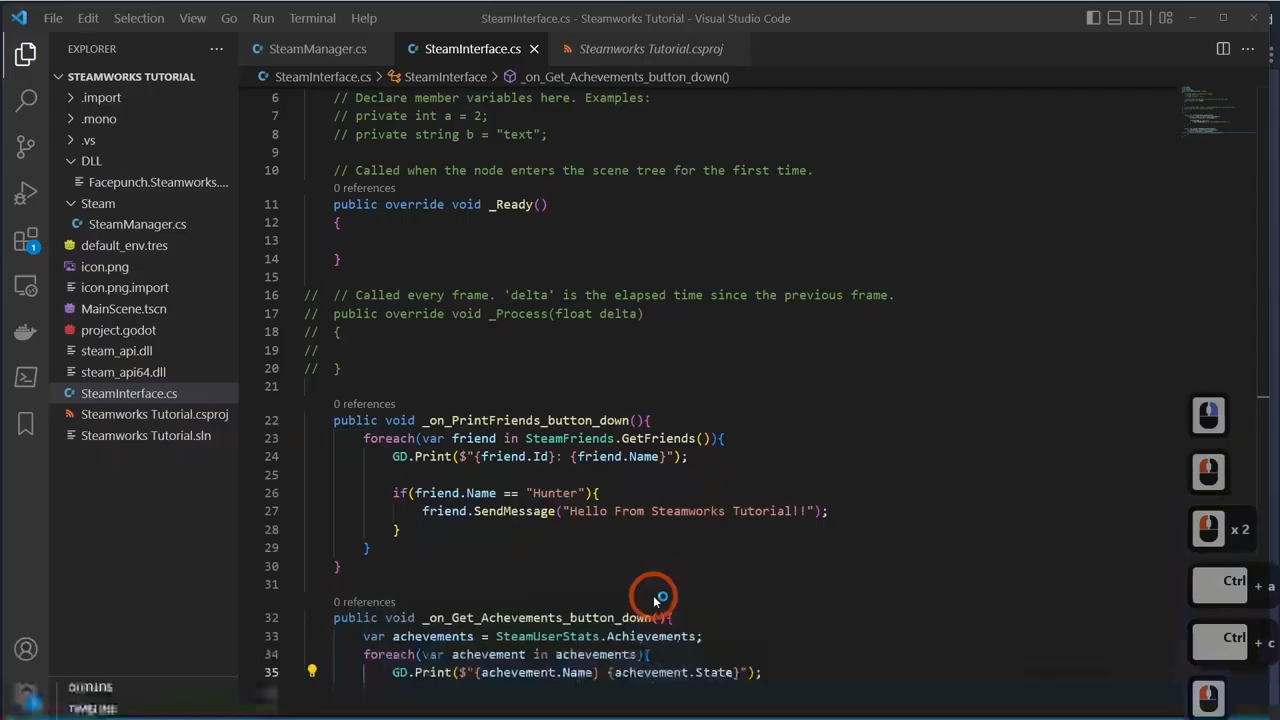 File Edit Selection View Go Run Terminal Help SteamInterface.cs - Steamworks Tutorial - Visual Studio Code
EXPLORER ··· SteamManager.cs SteamInterface.cs Steamworks Tutorial.csproj ···
STEAMWORKS TUTORIAL
.import
.mono
.vs
DLL
Facepunch.Steamworks....
Steam
SteamManager.cs
default_env.tres
icon.png
icon.png.import
MainScene.tscn
project.godot
steam_api.dll
steam_api64.dll
SteamInterface.cs
Steamworks Tutorial.csproj
Steamworks Tutorial.sln
TIMELINE
1
SteamInterface.cs > SteamInterface > _on_Get_Achevements_button_down()
6 // Declare member variables here. Examples:
7 // private int a = 2;
8 // private string b = "text";
9
10 // Called when the node enters the scene tree for the first time.
0 references
11 public override void _Ready()
12 {
13
14 }
15
16 // // Called every frame. 'delta' is the elapsed time since the previous frame.
17 // public override void _Process(float delta)
18 // {
19 //
20 // }
21
0 references
22 public void _on_PrintFriends_button_down(){
23 foreach(var friend in SteamFriends.GetFriends()){
24 GD.Print($"{friend.Id}: {friend.Name}");
25
26 if(friend.Name == "Hunter"){
27 friend.SendMessage("Hello From Steamworks Tutorial!!");
28 }
29 }
30 }
31
0 references
32 public void _on_Get_Achevements_button_down(){
33 var achevements = SteamUserStats.Achievements;
34 foreach(var achevement in achevements){
35 GD.Print($"{achevement.Name} {achevement.State}");
x 2
Ctrl + a
Ctrl + c